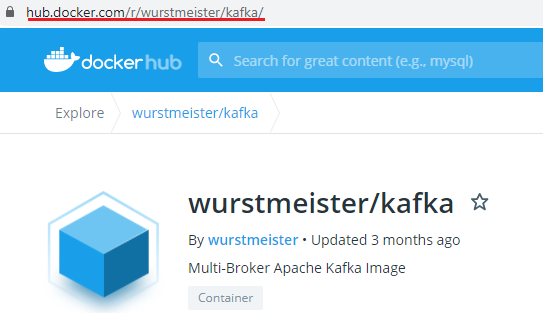 hub.docker.com/r/wurstmeister/kafka/
dockerhub Search for great content (e.g., mysql)
Explore wurstmeister/kafka
wurstmeister/kafka
By wurstmeister • Updated 3 months ago
Multi-Broker Apache Kafka Image
Container